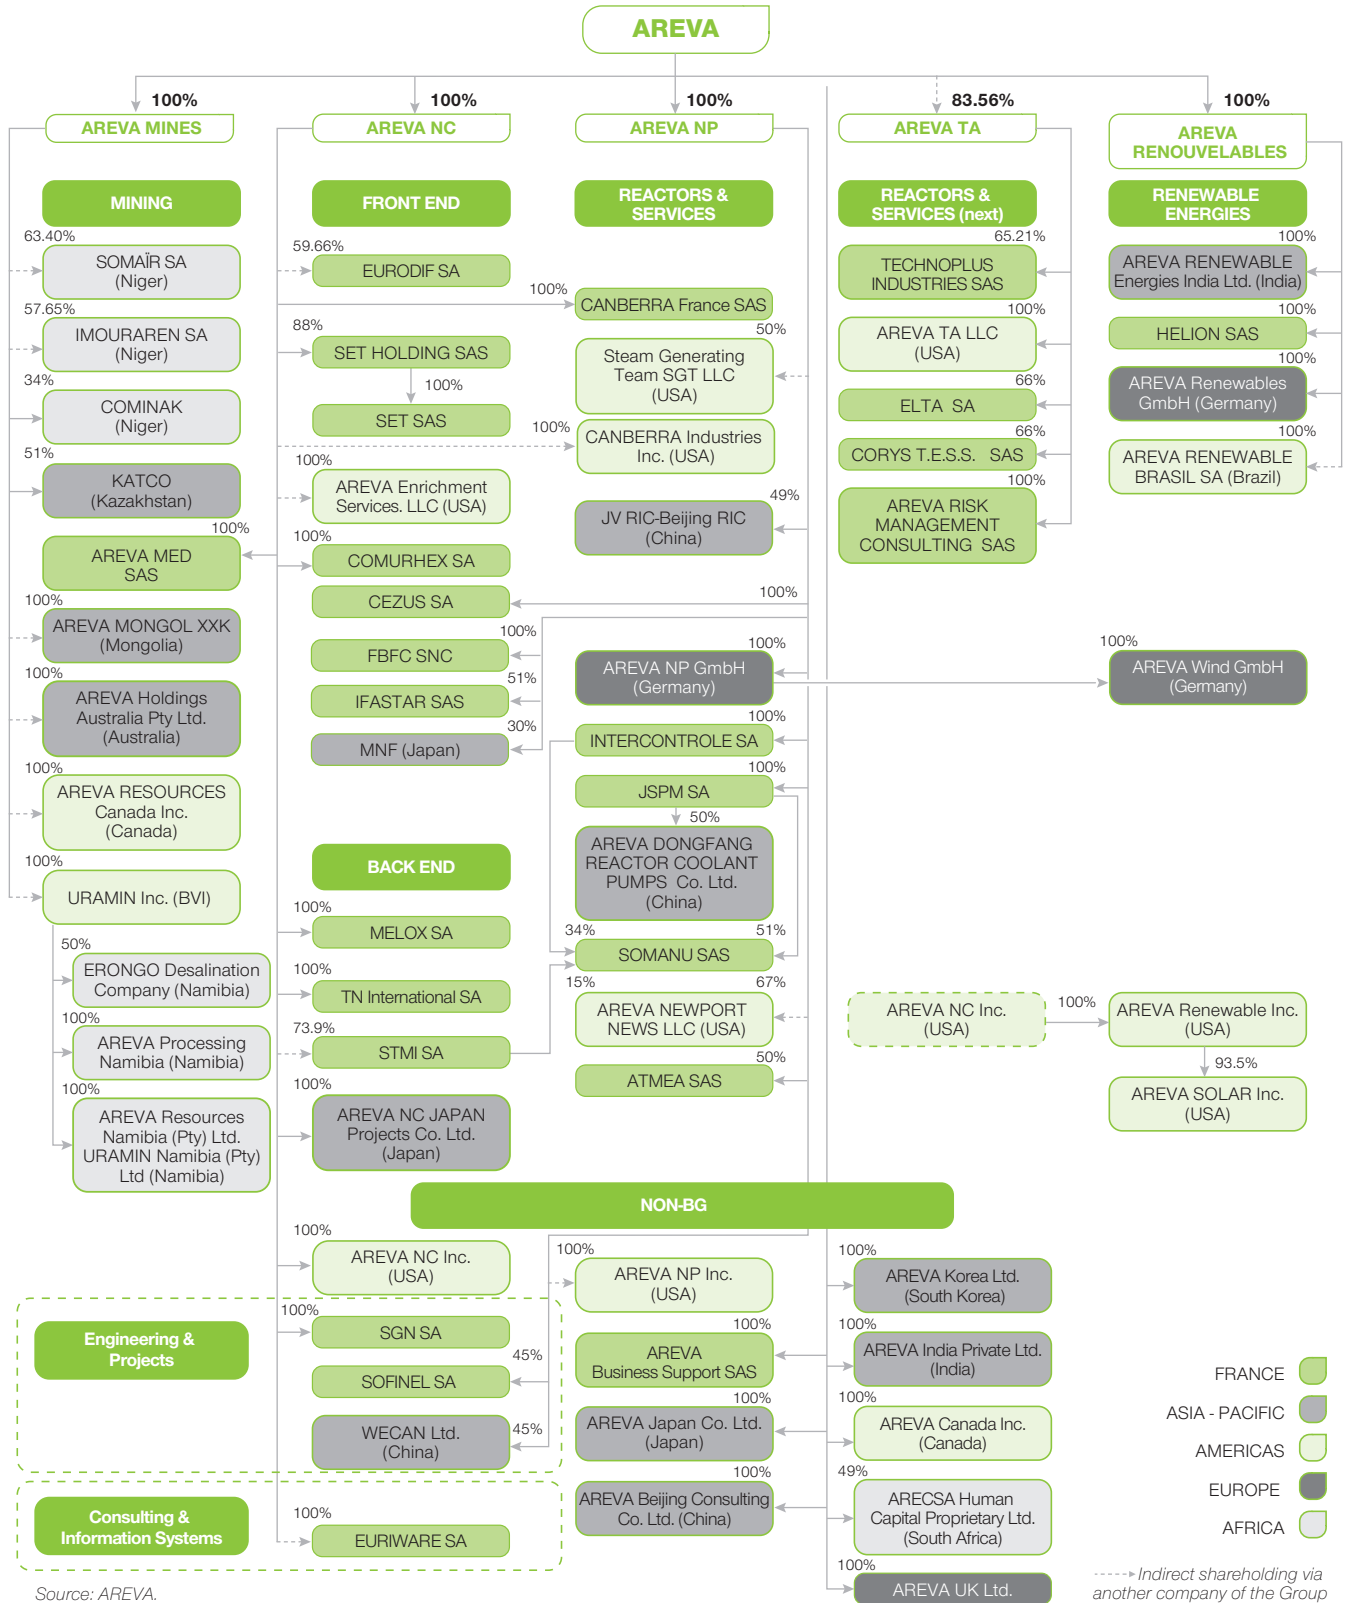 AREVA
100%
100%
100%
83.56%
100%
AREVA MINES
AREVA NC
AREVA NP
AREVA TA
AREVA
RENOUVELABLES
MINING
63.40%
SOMAÏR SA
(Niger)
57.65%
IMOURAREN SA
(Niger)
34%
COMINAK
(Niger)
51%
KATCO
(Kazakhstan)
100%
AREVA MED
SAS
100%
AREVA MONGOL XXK
(Mongolia)
100%
AREVA Holdings
Australia Pty Ltd.
(Australia)
100%
AREVA RESOURCES
Canada Inc.
(Canada)
100%
URAMIN Inc. (BVI)
50%
ERONGO Desalination
Company (Namibia)
100%
AREVA Processing
Namibia (Namibia)
100%
AREVA Resources
Namibia (Pty) Ltd.
URAMIN Namibia (Pty)
Ltd (Namibia)
FRONT END
59.66%
EURODIF SA
88%
SET HOLDING SAS
100%
SET SAS
100%
AREVA Enrichment
Services. LLC (USA)
100%
COMURHEX SA
CEZUS SA
100%
100%
FBFC SNC
51%
IFASTAR SAS
30%
MNF (Japan)
BACK END
100%
MELOX SA
100%
TN International SA
73.9%
STMI SA
100%
AREVA NC JAPAN
Projects Co. Ltd.
(Japan)
REACTORS &
SERVICES
100%
CANBERRA France SAS
50%
Steam Generating
Team SGT LLC
(USA)
100%
CANBERRA Industries
Inc. (USA)
49%
JV RIC-Beijing RIC
(China)
100%
AREVA NP GmbH
(Germany)
100%
INTERCONTROLE SA
100%
JSPM SA
50%
AREVA DONGFANG
REACTOR COOLANT
PUMPS Co. Ltd.
(China)
34%
51%
SOMANU SAS
15%
67%
AREVA NEWPORT
NEWS LLC (USA)
50%
ATMEA SAS
REACTORS &
SERVICES (next)
65.21%
TECHNOPLUS
INDUSTRIES SAS
100%
AREVA TA LLC
(USA)
66%
ELTA SA
66%
CORYS T.E.S.S. SAS
100%
AREVA RISK
MANAGEMENT
CONSULTING SAS
AREVA NC Inc.
(USA)
RENEWABLE
ENERGIES
100%
AREVA RENEWABLE
Energies India Ltd. (India)
100%
HELION SAS
100%
AREVA Renewables
GmbH (Germany)
100%
AREVA RENEWABLE
BRASIL SA (Brazil)
100%
AREVA Wind GmbH
(Germany)
100%
AREVA Renewable Inc.
(USA)
93.5%
AREVA SOLAR Inc.
(USA)
NON-BG
100%
AREVA NC Inc.
(USA)
Engineering &
Projects
100%
SGN SA
45%
SOFINEL SA
45%
WECAN Ltd.
(China)
Consulting &
Information Systems
100%
EURIWARE SA
100%
AREVA NP Inc.
(USA)
100%
AREVA
Business Support SAS
100%
AREVA Japan Co. Ltd.
(Japan)
100%
AREVA Beijing Consulting
Co. Ltd. (China)
100%
AREVA Korea Ltd.
(South Korea)
100%
AREVA India Private Ltd.
(India)
100%
AREVA Canada Inc.
(Canada)
49%
ARECSA Human
Capital Proprietary Ltd.
(South Africa)
100%
AREVA UK Ltd.
FRANCE
ASIA - PACIFIC
AMERICAS
EUROPE
AFRICA
Indirect shareholding via
another company of the Group
Source: AREVA.